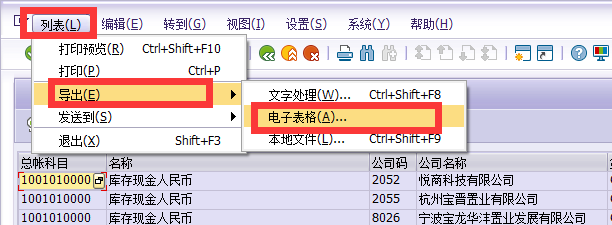 列表(L) 编辑(E) 转到(G) 视图(I) 设置(S) 系统(Y) 帮助(H)
打印预览(R) Ctrl+Shift+F10
打印(P) Ctrl+P
导出(E)
发送到(S)
退出(X) Shift+F3
文字处理(W)... Ctrl+Shift+F8
电子表格(A)...
本地文件(L)... Ctrl+Shift+F9
总帐科目 名称 公司码 公司名称
1001010000 库存现金人民币 2052 悦商科技有限公司
1001010000 库存现金人民币 2055 杭州宝晋置业有限公司
1001010000 库存现金人民币 8026 宁波宝龙华沣置业发展有限公司